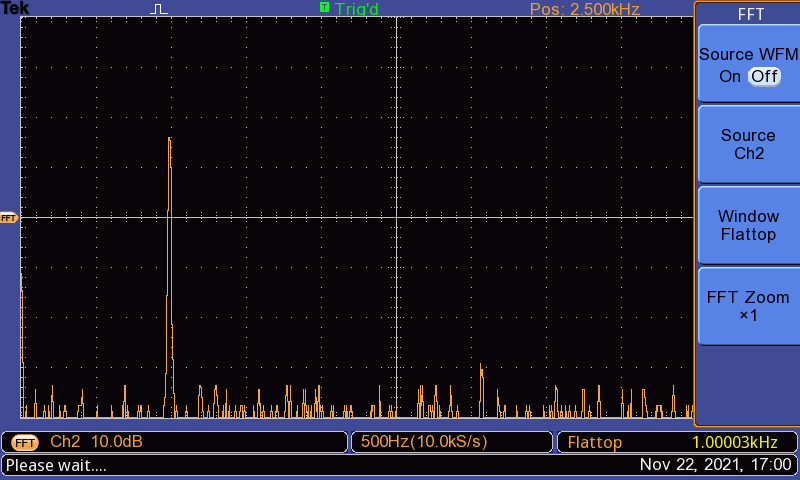 Tek T Trig'd Pos: 2.500kHz
FFT
Source WFM
On Off
Source
Ch2
Window
Flattop
FFT Zoom
×1
FFT
FFT Ch2 10.0dB 500Hz(10.0kS/s) Flattop 1.00003kHz
Please wait.... Nov 22, 2021, 17:00